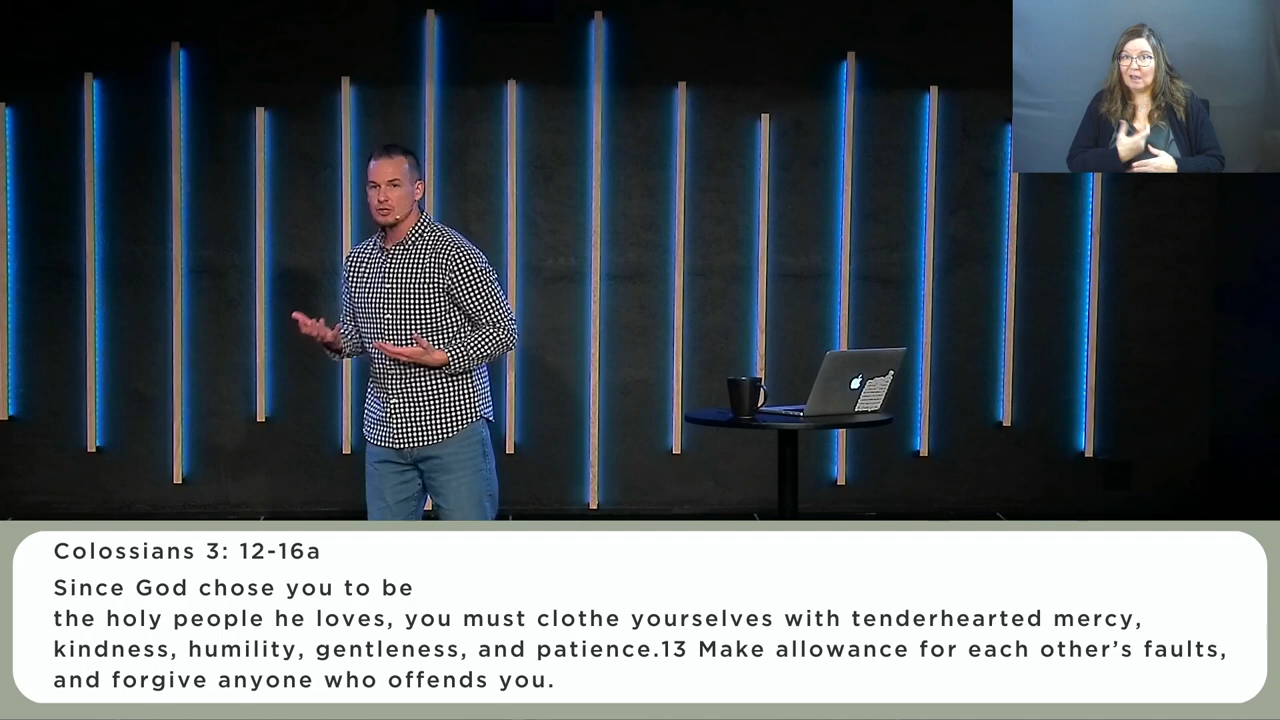 Colossians 3: 12-16a
Since God chose you to be
the holy people he loves, you must clothe yourselves with tenderhearted mercy,
kindness, humility, gentleness, and patience.13 Make allowance for each other’s faults,
and forgive anyone who offends you.